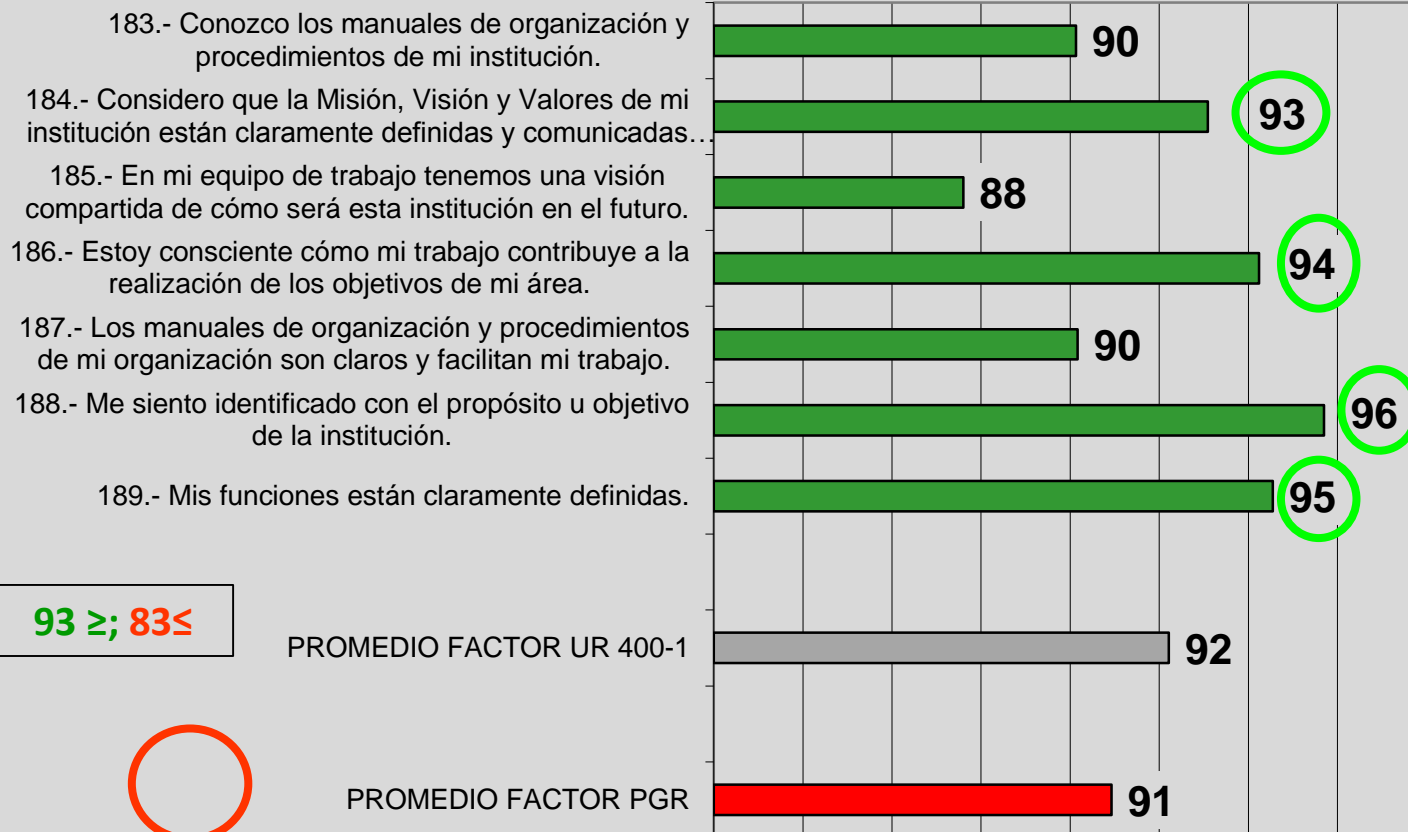 183.- Conozco los manuales de organización y
procedimientos de mi institución.
90
184.- Considero que la Misión, Visión y Valores de mi
institución están claramente definidas y comunicadas…
93
185.- En mi equipo de trabajo tenemos una visión
compartida de cómo será esta institución en el futuro.
88
186.- Estoy consciente cómo mi trabajo contribuye a la
realización de los objetivos de mi área.
94
187.- Los manuales de organización y procedimientos
de mi organización son claros y facilitan mi trabajo.
90
188.- Me siento identificado con el propósito u objetivo
de la institución.
96
189.- Mis funciones están claramente definidas.
95
93 ≥; 83≤
PROMEDIO FACTOR UR 400-1
92
PROMEDIO FACTOR PGR
91